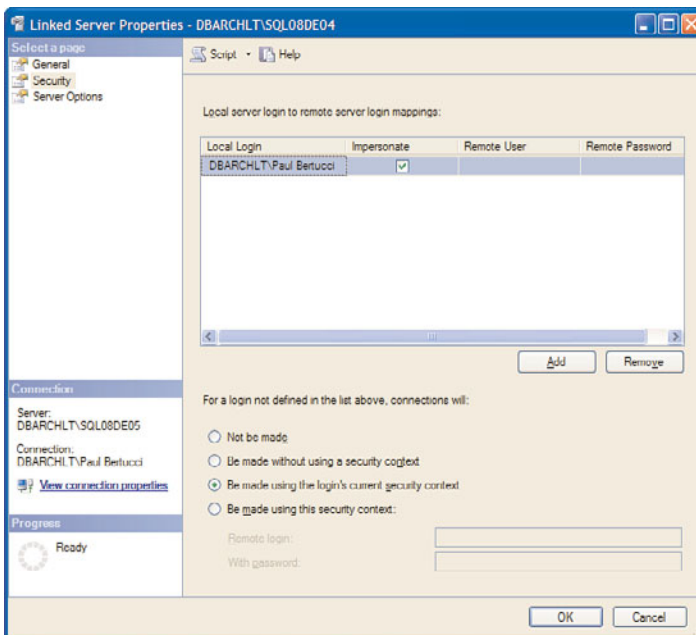 Linked Server Properties - DBARCHLT\SQL08DE04
Select a page
General
Security
Server Options
Script Help
Local server login to remote server login mappings:
Local Login Impersonate Remote User Remote Password
DBARCHLT\Paul Bertucci
Add Remove
Connection
Server:
DBARCHLT\SQL08DE05
Connection:
DBARCHLT\Paul Bertucci
View connection properties
Progress
Ready
For a login not defined in the list above, connections will:
Not be made
Be made without using a security context
Be made using the login's current security context
Be made using this security context:
Remote login:
With password:
OK Cancel